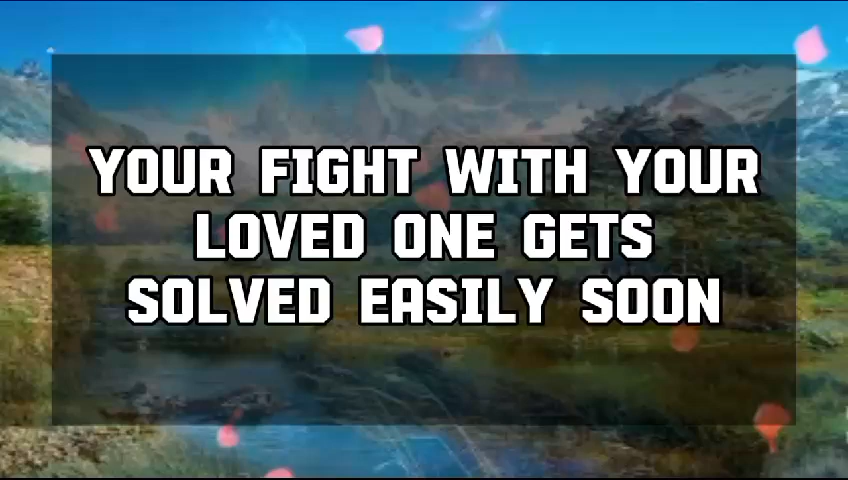 YOUR FIGHT WITH YOUR
LOVED ONE GETS
SOLVED EASILY SOON